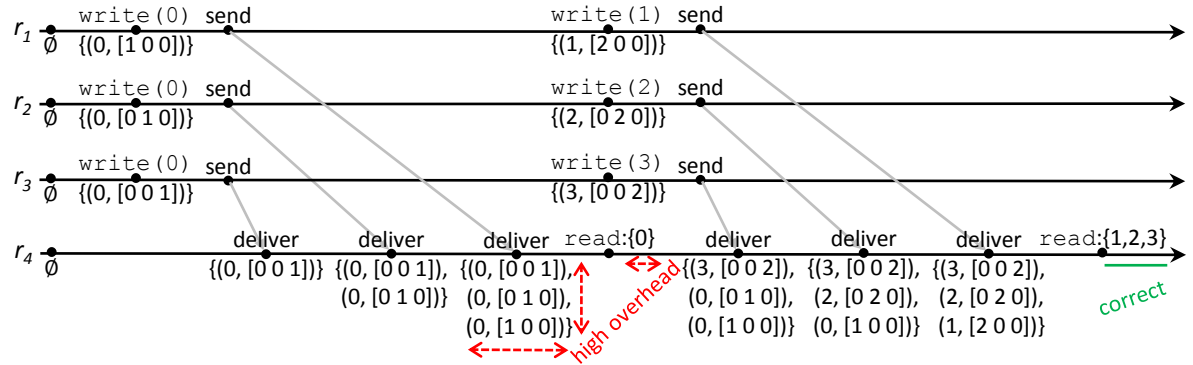 write(0) send write(1) send
r1 ∅ {(0, [1 0 0])} {(1, [2 0 0])}
write(0) send write(2) send
r2 ∅ {(0, [0 1 0])} {(2, [0 2 0])}
write(0) send write(3) send
r3 ∅ {(0, [0 0 1])} {(3, [0 0 2])}
deliver deliver deliver read:{0} deliver deliver deliver read:{1,2,3}
r4 ∅ {(0, [0 0 1])} {(0, [0 0 1]), {(0, [0 0 1]), {(3, [0 0 2]), {(3, [0 0 2]), {(3, [0 0 2]),
(0, [0 1 0])} (0, [0 1 0]), (0, [0 1 0]), (2, [0 2 0]), (2, [0 2 0]),
(0, [1 0 0])} (0, [1 0 0])} (0, [1 0 0])} (1, [2 0 0])}
high overhead
correct